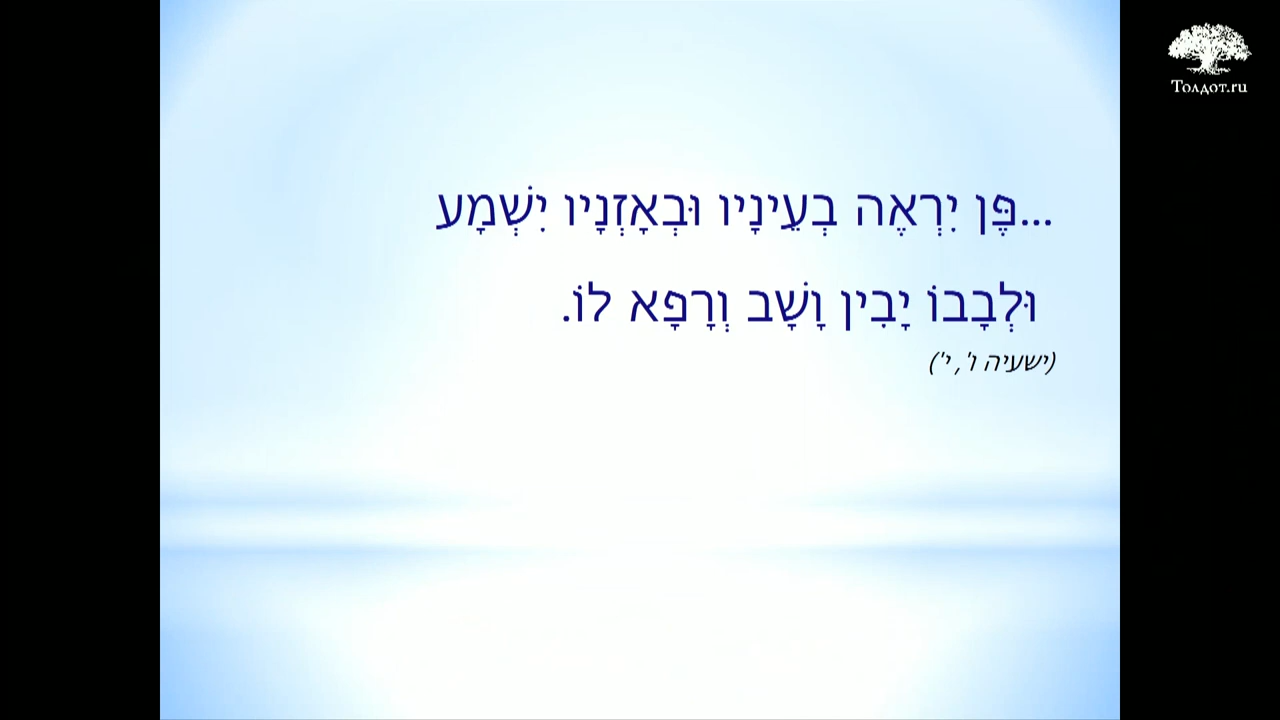 ...פֶּן יִרְאֶה בְעֵינָיו וּבְאָזְנָיו יִשְׁמָע
וּלְבָבוֹ יָבִין וָשָׁב וְרָפָא לוֹ.
(ישעיה ו', י')
Толдот.ru